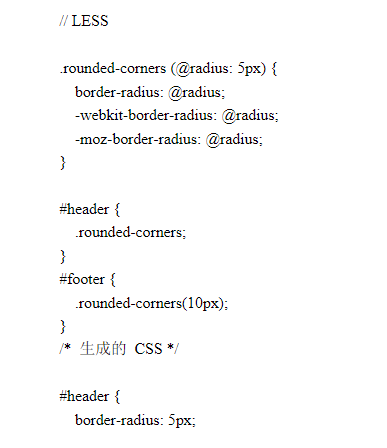 // LESS
.rounded-corners (@radius: 5px) {
border-radius: @radius;
-webkit-border-radius: @radius;
-moz-border-radius: @radius;
}
#header {
.rounded-corners;
}
#footer {
.rounded-corners(10px);
}
/* 生成的 CSS */
#header {
border-radius: 5px;